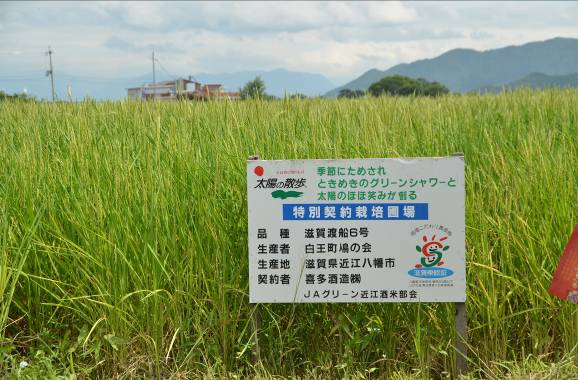 太陽の散歩
季節にためされ
ときめきのグリーンシャワーと
太陽のほほ笑みが創る
特別契約栽培圃場
品種 滋賀渡船6号
生産者 白王町鳰の会
生産地 滋賀県近江八幡市
契約者 喜多酒造㈱
JAグリーン近江酒米部会
滋賀県